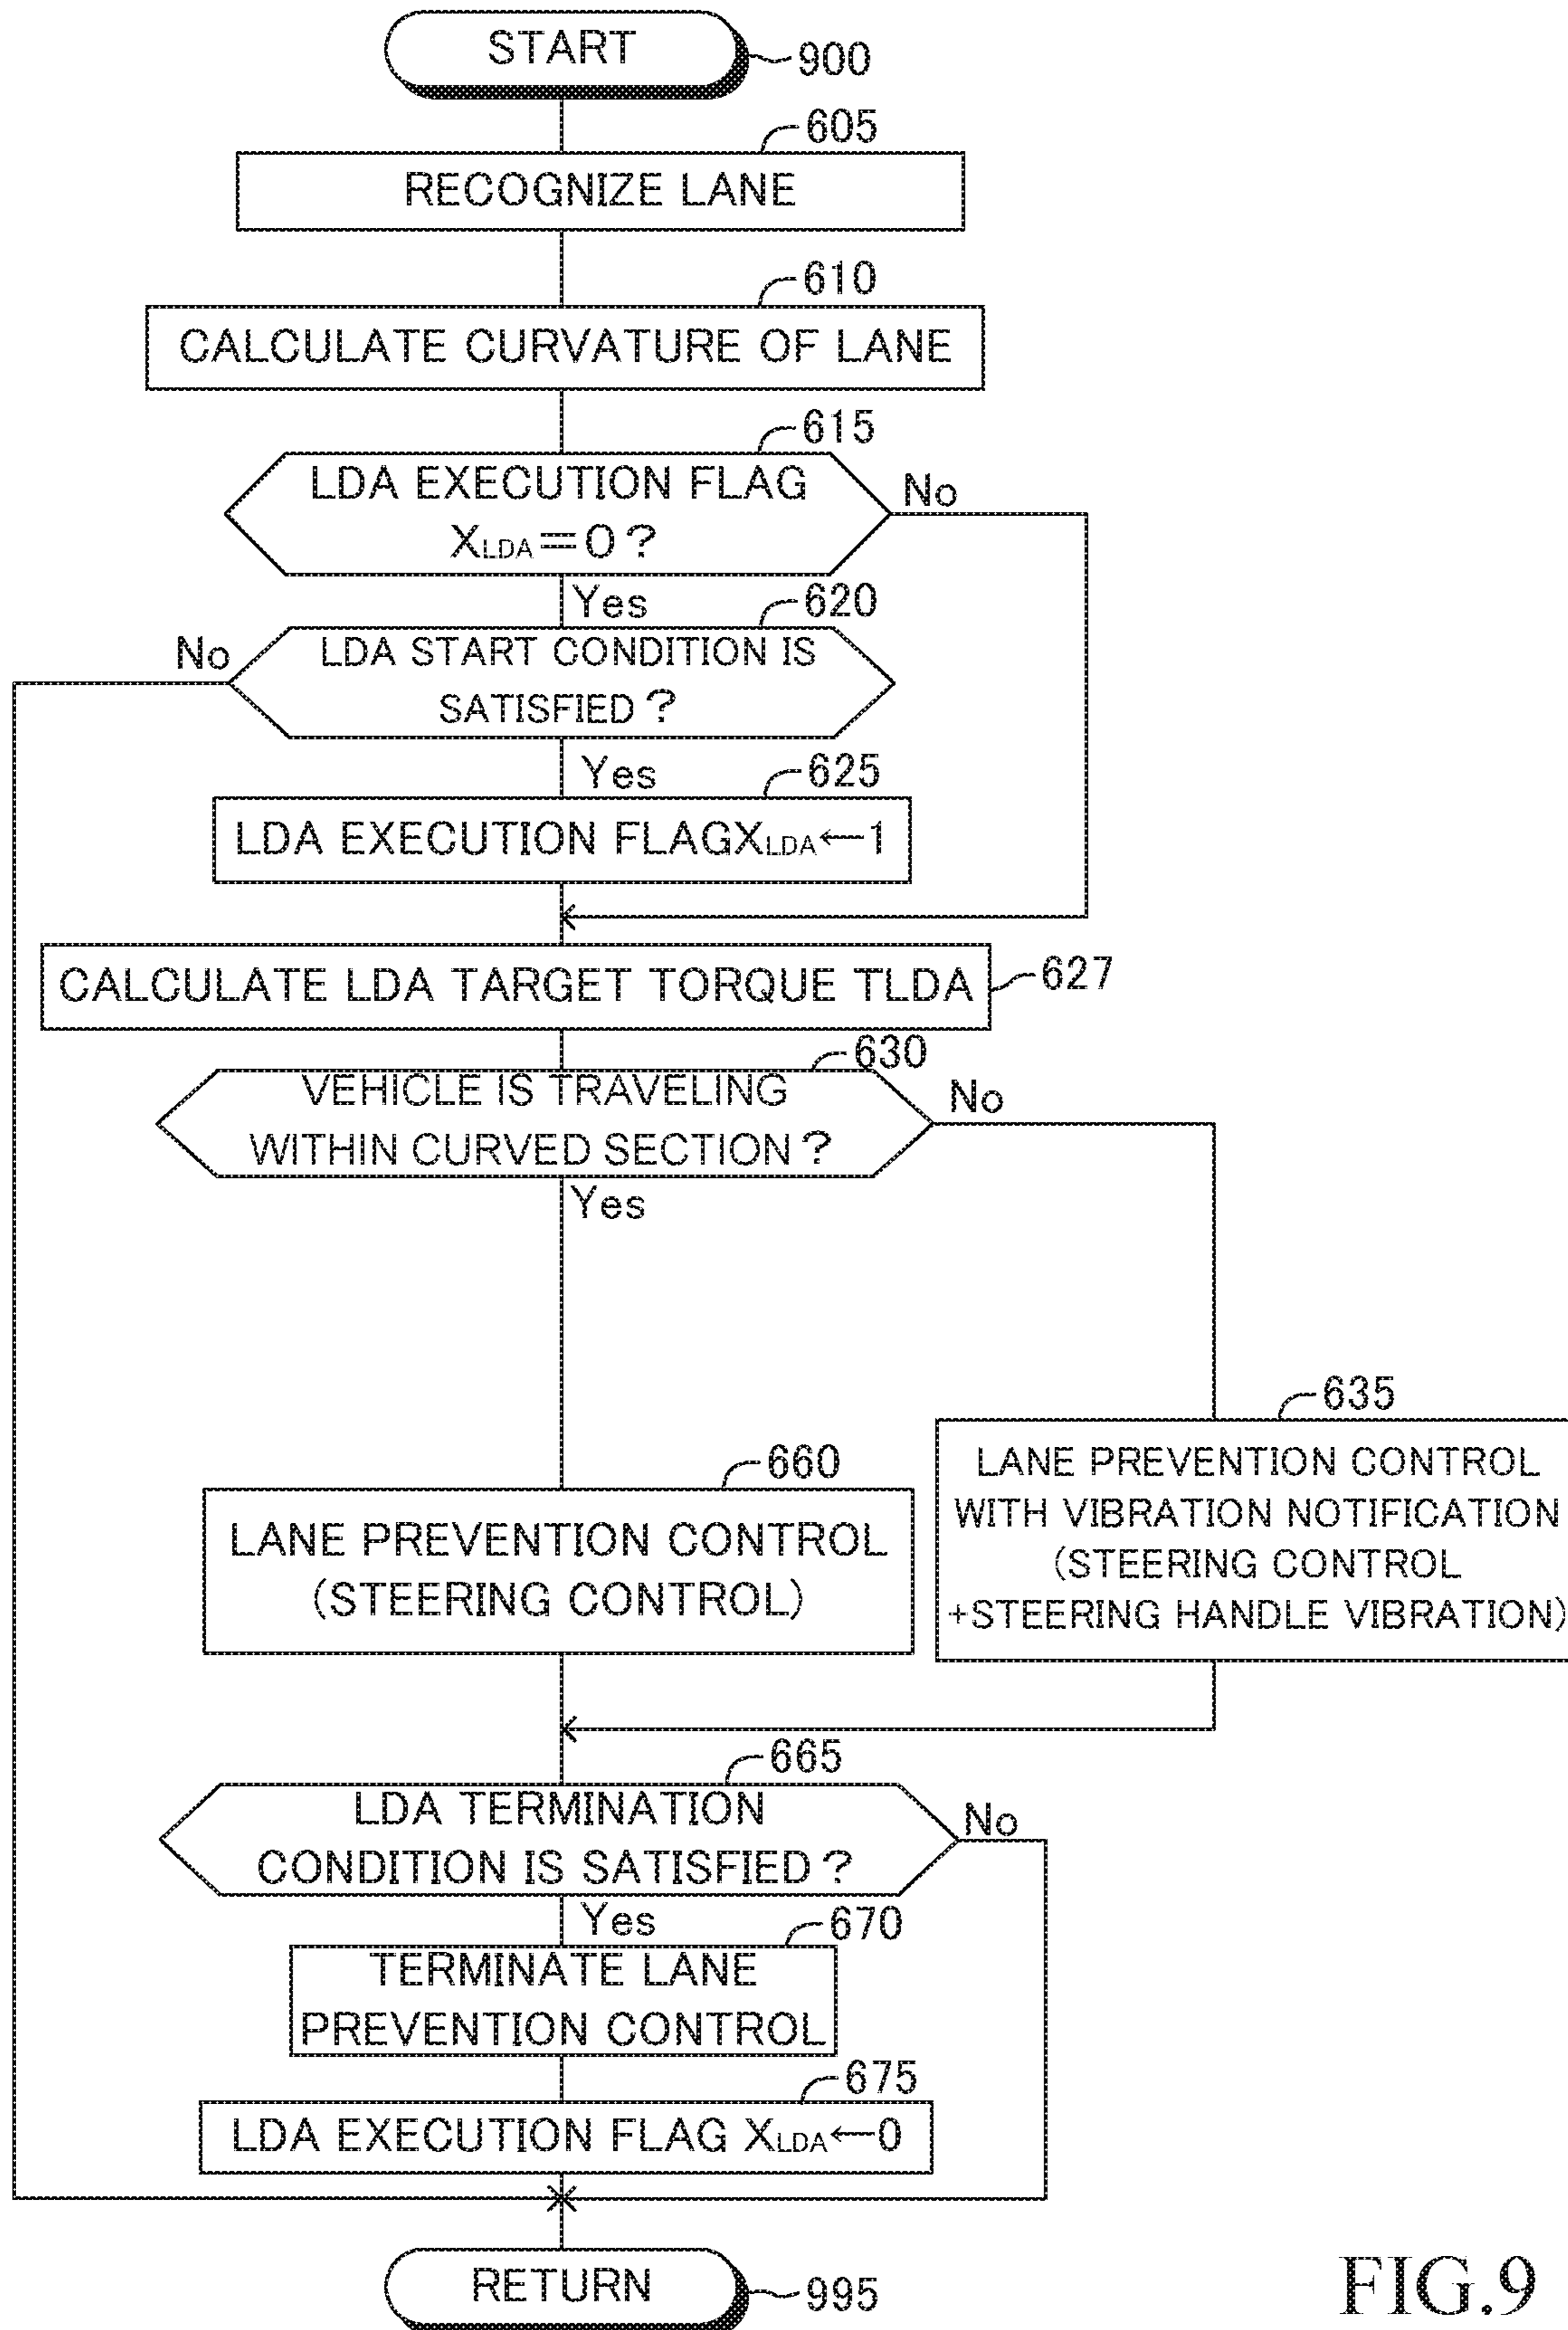 START
900
605
RECOGNIZE LANE
610
CALCULATE CURVATURE OF LANE
615
LDA EXECUTION FLAG
XLDA=0?
No
Yes
620
No
LDA START CONDITION IS
SATISFIED?
Yes
625
LDA EXECUTION FLAGXLDA←1
CALCULATE LDA TARGET TORQUE TLDA
627
630
VEHICLE IS TRAVELING
WITHIN CURVED SECTION?
No
Yes
635
LANE PREVENTION CONTROL
WITH VIBRATION NOTIFICATION
(STEERING CONTROL
+STEERING HANDLE VIBRATION)
660
LANE PREVENTION CONTROL
(STEERING CONTROL)
665
LDA TERMINATION
CONDITION IS SATISFIED?
No
Yes
670
TERMINATE LANE
PREVENTION CONTROL
675
LDA EXECUTION FLAG XLDA←0
RETURN
995
FIG.9